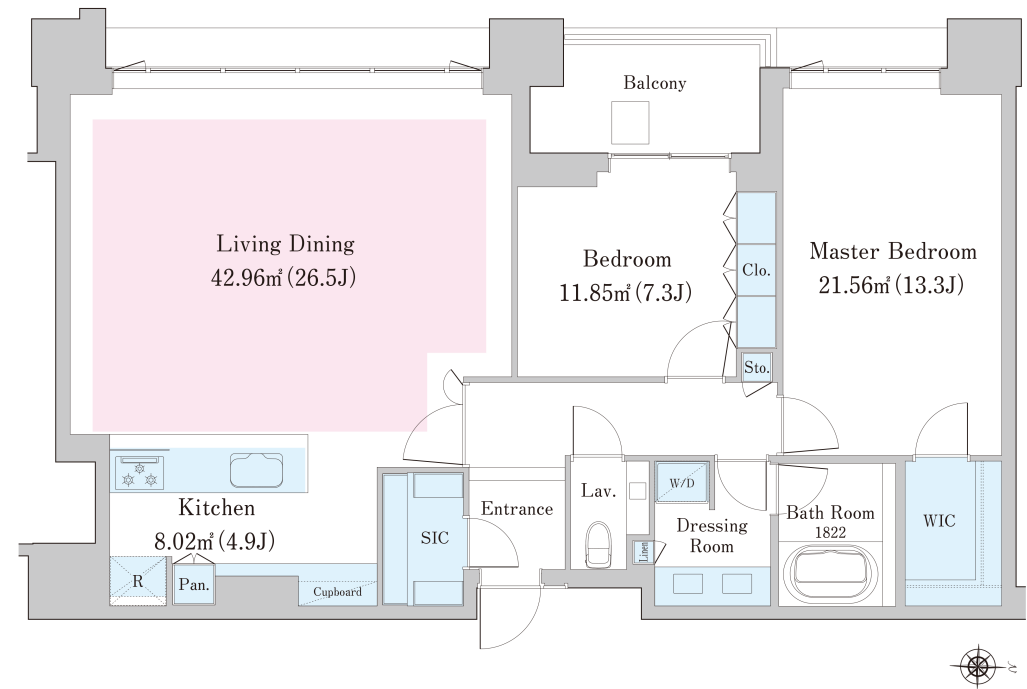 Balcony
Living Dining
42.96㎡(26.5J)
Bedroom
11.85㎡(7.3J)
Clo.
Master Bedroom
21.56㎡(13.3J)
Sto.
Kitchen
8.02㎡(4.9J)
R
Pan.
Cupboard
SIC
Entrance
Lav.
W/D
Linen
Dressing
Room
Bath Room
1822
WIC
N